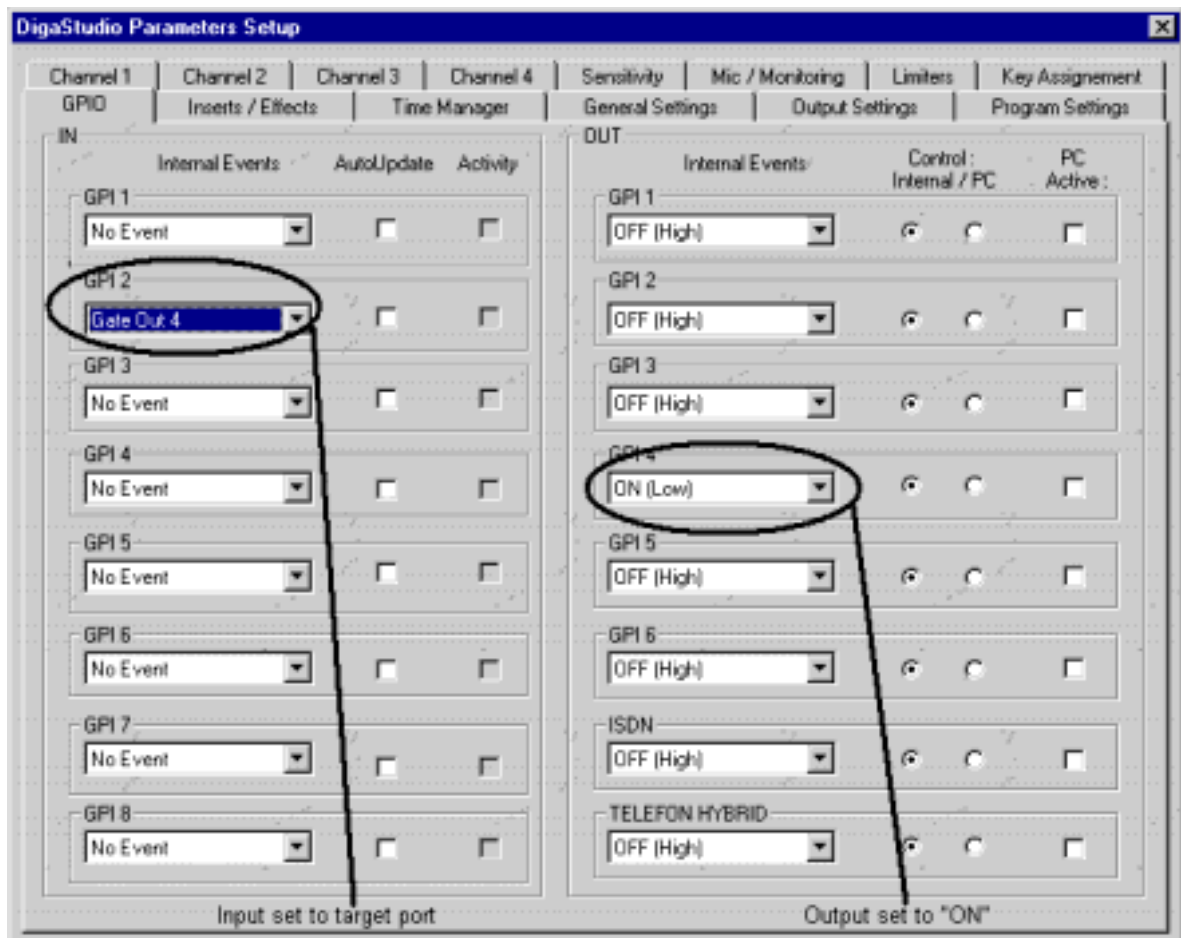 DigaStudio Parameters Setup
Channel 1 Channel 2 Channel 3 Channel 4 Sensitivity Mic / Monitoring Limiters Key Assignement
GPIO Inserts / Effects Time Manager General Settings Output Settings Program Settings
IN
Internal Events AutoUpdate Activity
GPI 1
No Event
GPI 2
Gate Out 4
GPI 3
No Event
GPI 4
No Event
GPI 5
No Event
GPI 6
No Event
GPI 7
No Event
GPI 8
No Event
Input set to target port
OUT
Internal Events Control : Internal / PC PC Active :
GPI 1
OFF (High)
GPI 2
OFF (High)
GPI 3
OFF (High)
GPI 4
ON (Low)
GPI 5
OFF (High)
GPI 6
OFF (High)
ISDN
OFF (High)
TELEFON HYBRID
OFF (High)
Output set to "ON"